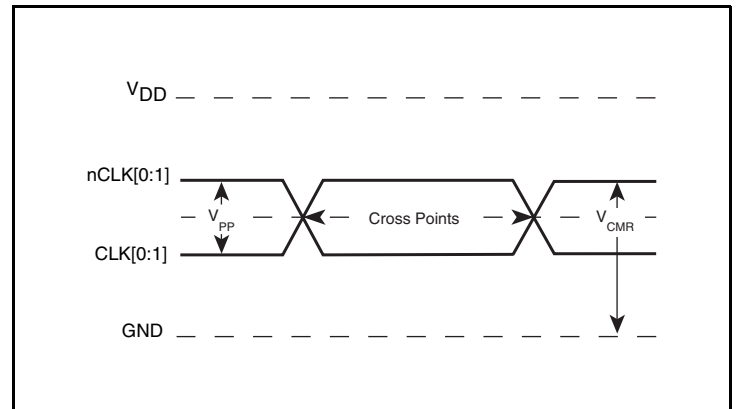 VDD
nCLK[0:1]
VPP
Cross Points
VCMR
CLK[0:1]
GND